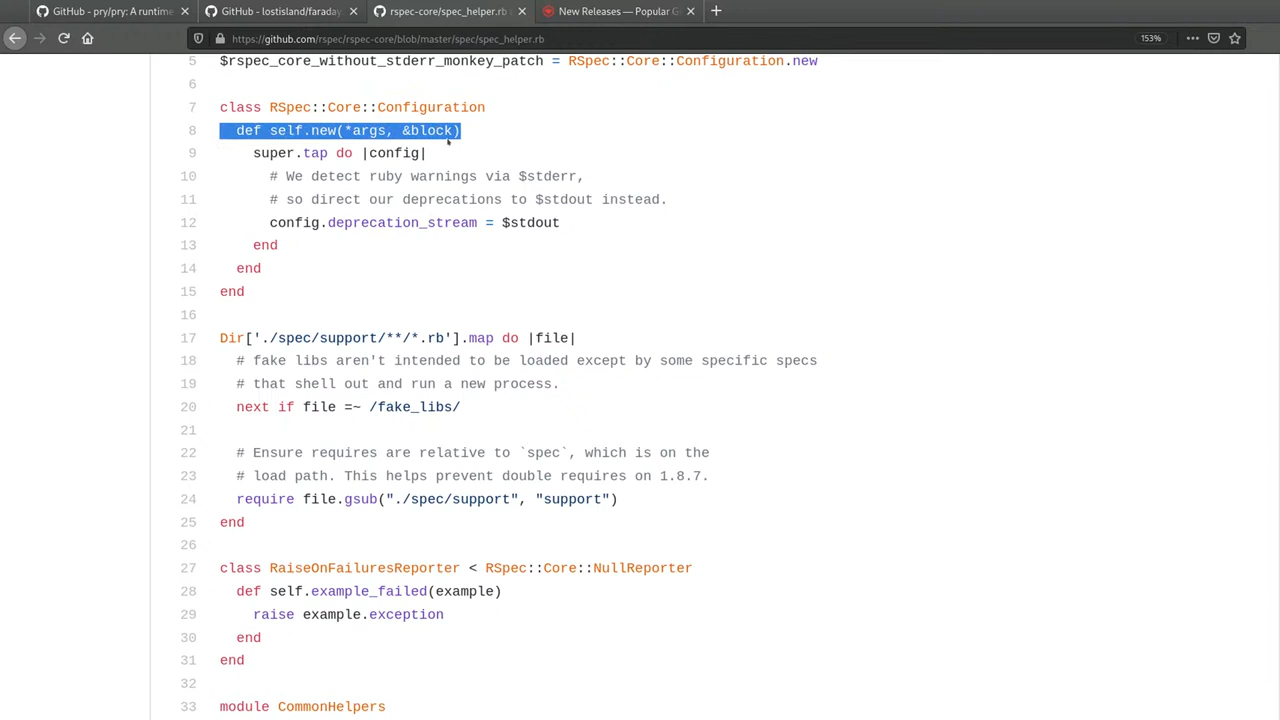 GitHub - pry/pry: A runtime
GitHub - lostisland/faraday
rspec-core/spec_helper.rb
New Releases — Popular G
https://github.com/rspec/rspec-core/blob/master/spec/spec_helper.rb
153%
5 $rspec_core_without_stderr_monkey_patch = RSpec::Core::Configuration.new
6
7 class RSpec::Core::Configuration
8 def self.new(*args, &block)
9 super.tap do |config|
10 # We detect ruby warnings via $stderr,
11 # so direct our deprecations to $stdout instead.
12 config.deprecation_stream = $stdout
13 end
14 end
15 end
16
17 Dir['./spec/support/**/*.rb'].map do |file|
18 # fake libs aren't intended to be loaded except by some specific specs
19 # that shell out and run a new process.
20 next if file =~ /fake_libs/
21
22 # Ensure requires are relative to `spec`, which is on the
23 # load path. This helps prevent double requires on 1.8.7.
24 require file.gsub("./spec/support", "support")
25 end
26
27 class RaiseOnFailuresReporter < RSpec::Core::NullReporter
28 def self.example_failed(example)
29 raise example.exception
30 end
31 end
32
33 module CommonHelpers